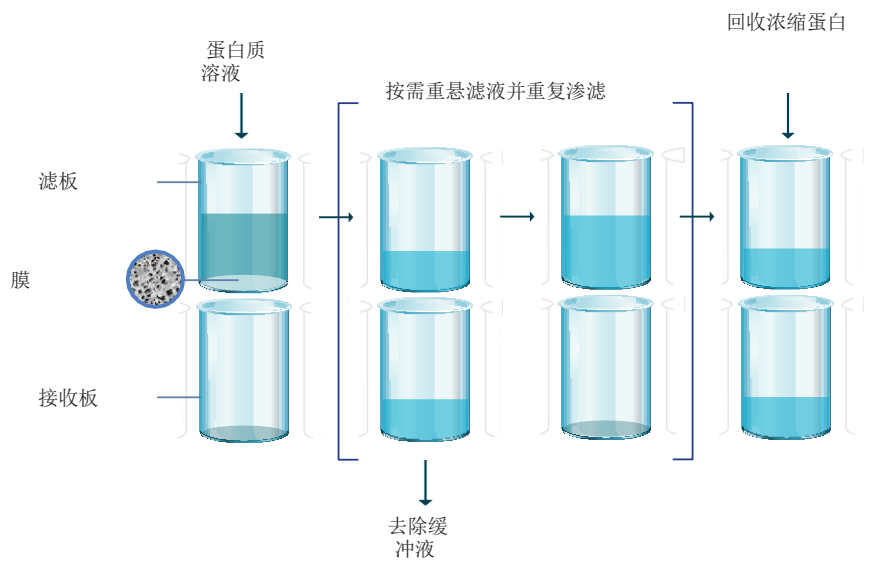 回收浓缩蛋白
蛋白质
溶液
按需重悬滤液并重复渗滤
滤板
膜
接收板
去除缓
冲液